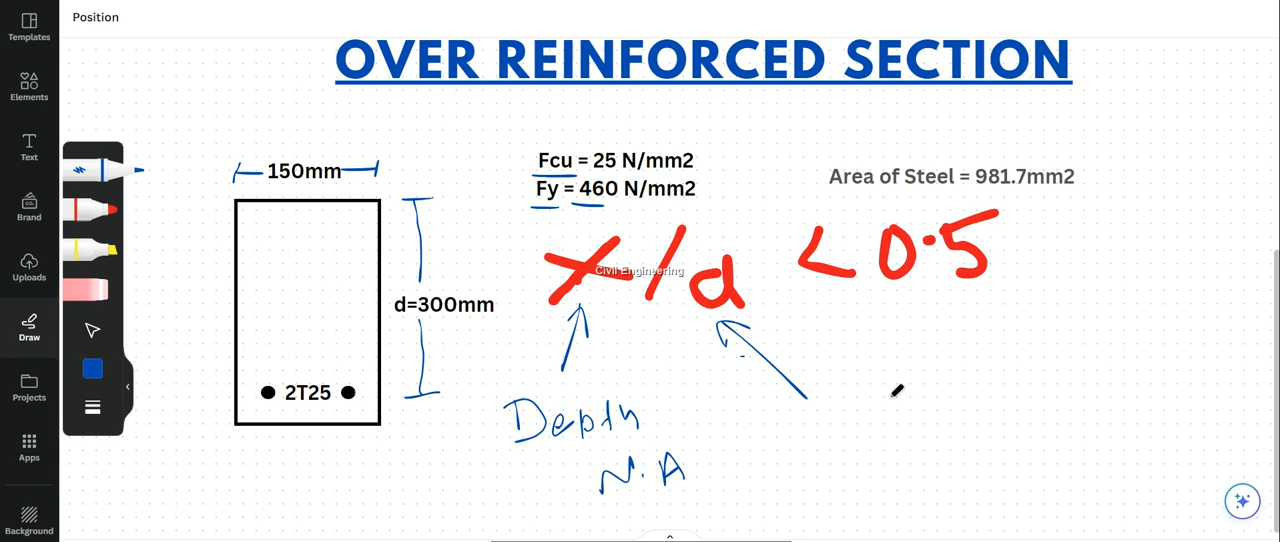 Position
Templates
Elements
Text
Brand
Uploads
Draw
Projects
Apps
Background
OVER REINFORCED SECTION
150mm
Fcu = 25 N/mm2
Fy = 460 N/mm2
Area of Steel = 981.7mm2
x/d < 0.5
Civil Engineering
d=300mm
2T25
Depth
N.A